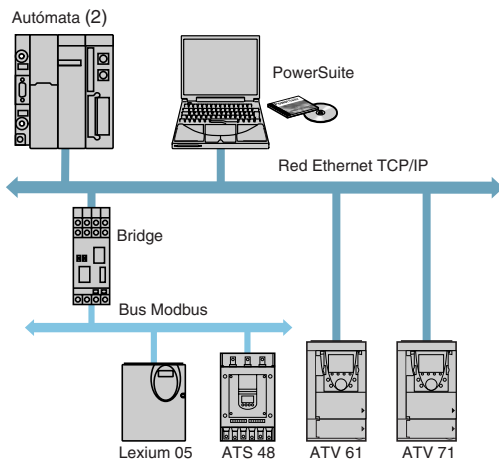 Autómata (2)
PowerSuite
Red Ethernet TCP/IP
Bridge
Bus Modbus
Lexium 05
ATS 48
ATV 61
ATV 71